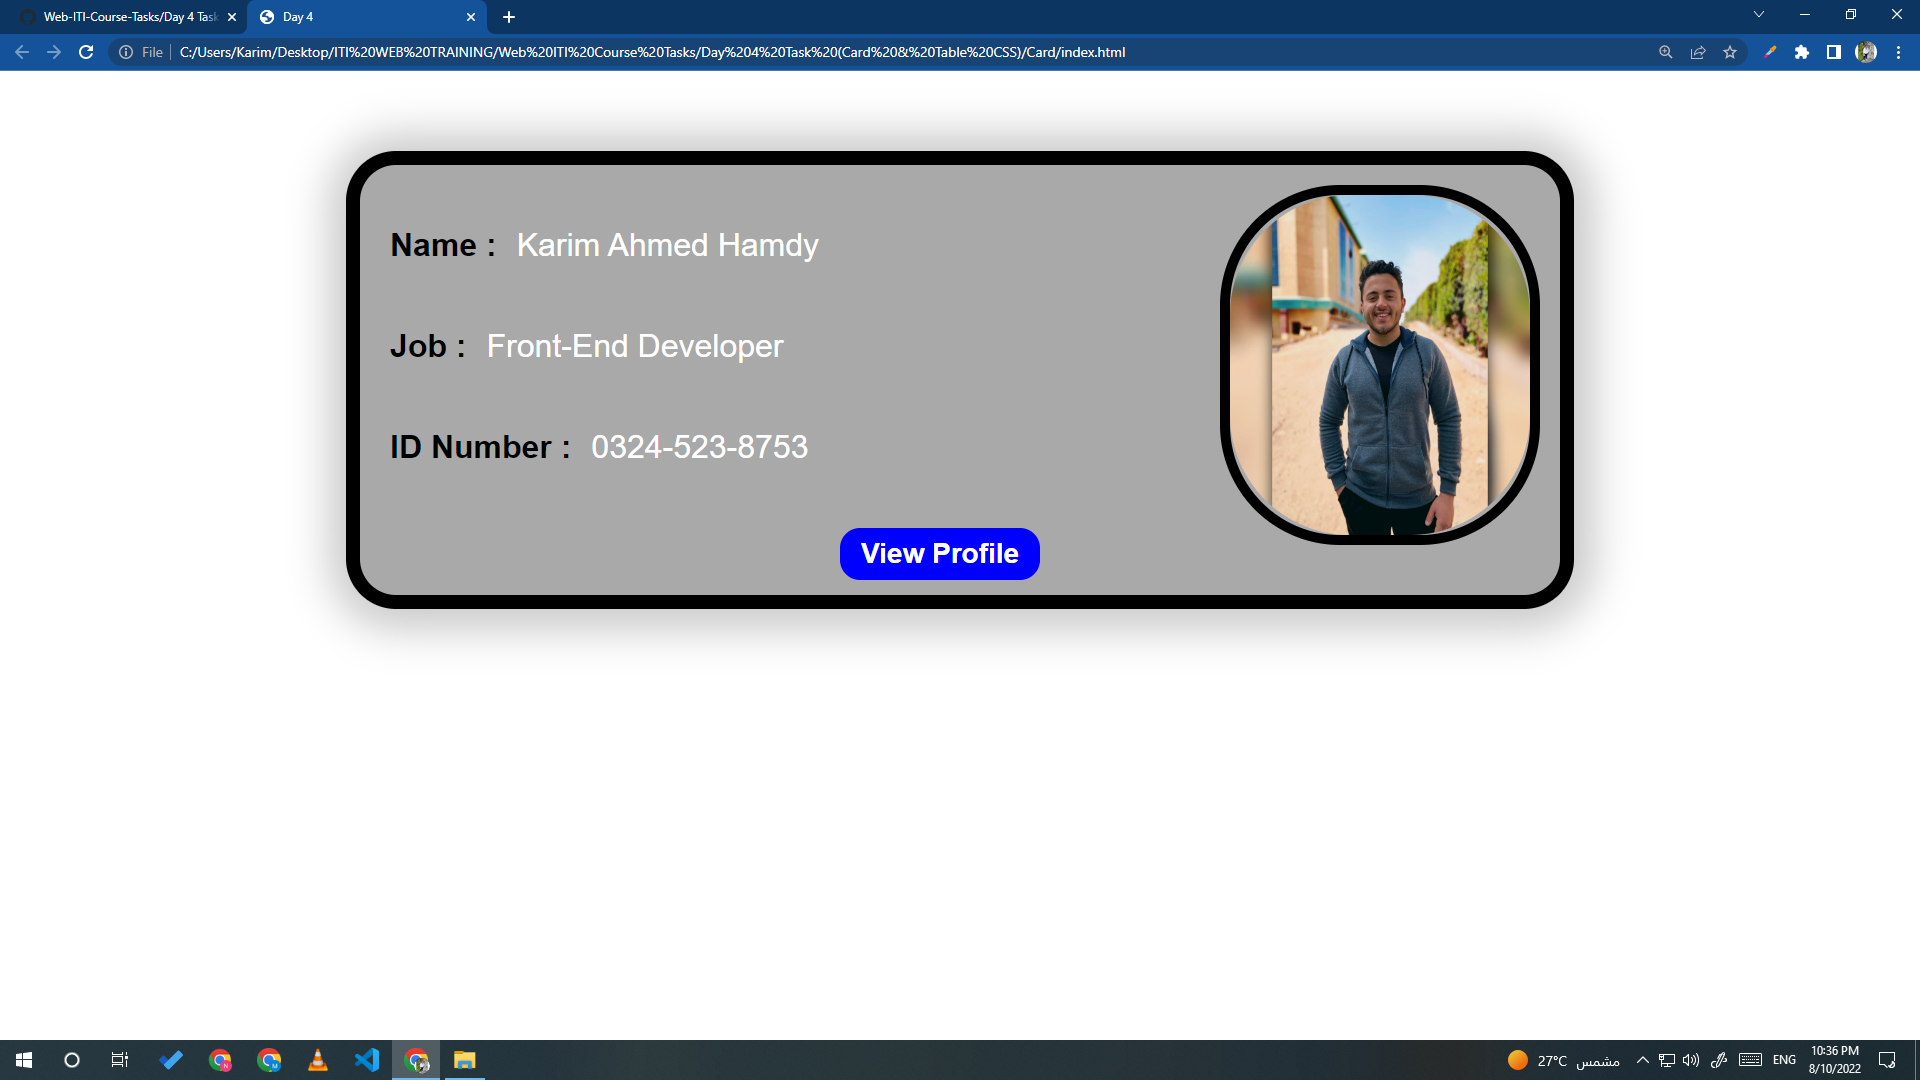 Web-ITI-Course-Tasks/Day 4 Task
Day 4
File
C:/Users/Karim/Desktop/ITI%20WEB%20TRAINING/Web%20ITI%20Course%20Tasks/Day%204%20Task%20(Card%20&%20Table%20CSS)/Card/index.html
Name : Karim Ahmed Hamdy
Job : Front-End Developer
ID Number : 0324-523-8753
View Profile
27°C مشمس
ENG
10:36 PM
8/10/2022